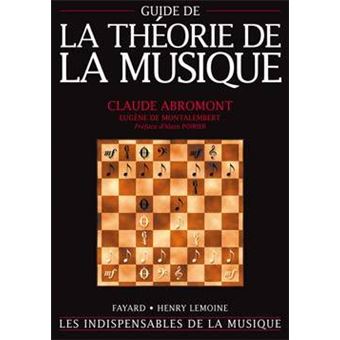 GUIDE DE
LA THÉORIE DE
LA MUSIQUE
CLAUDE ABROMONT
EUGÈNE DE MONTALEMBERT
Préface d'Alain POIRIER
FAYARD • HENRY LEMOINE
LES INDISPENSABLES DE LA MUSIQUE